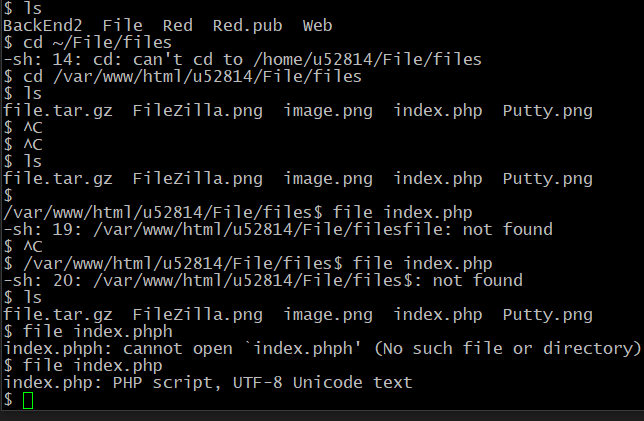 $ ls
BackEnd2  File  Red  Red.pub  Web
$ cd ~/File/files
-sh: 14: cd: can't cd to /home/u52814/File/files
$ cd /var/www/html/u52814/File/files
$ ls
file.tar.gz  FileZilla.png  image.png  index.php  Putty.png
$ ^C
$ ^C
$ ls
file.tar.gz  FileZilla.png  image.png  index.php  Putty.png
$
/var/www/html/u52814/File/files$ file index.php
-sh: 19: /var/www/html/u52814/File/filesfile: not found
$ ^C
$ /var/www/html/u52814/File/files$ file index.php
-sh: 20: /var/www/html/u52814/File/files$: not found
$ ls
file.tar.gz  FileZilla.png  image.png  index.php  Putty.png
$ file index.phph
index.phph: cannot open `index.phph' (No such file or directory)
$ file index.php
index.php: PHP script, UTF-8 Unicode text
$